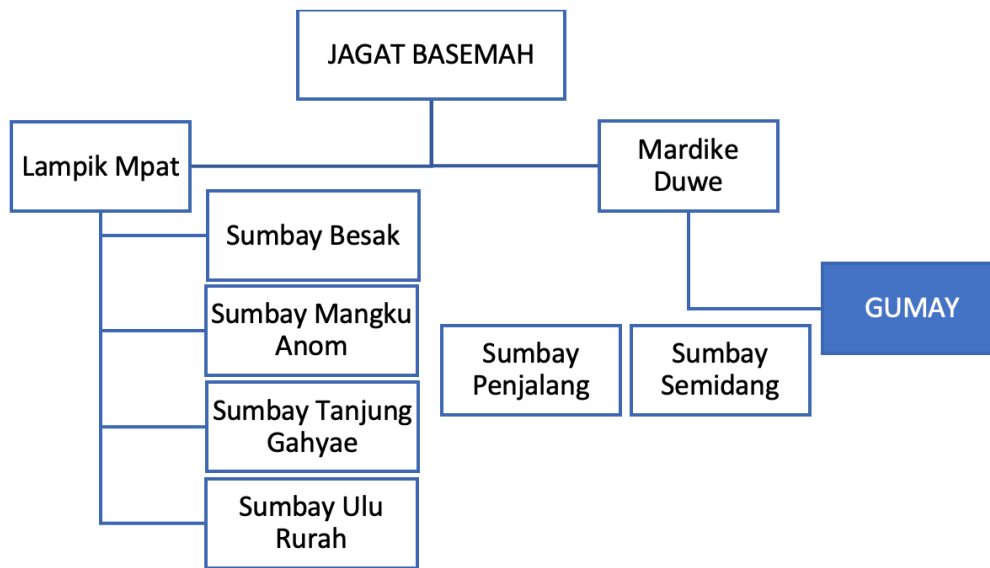 JAGAT BASEMAH
Lampik Mpat
Mardike
Duwe
Sumbay Besak
Sumbay Mangku
Anom
Sumbay Tanjung
Gahyae
Sumbay Ulu
Rurah
Sumbay
Penjalang
Sumbay
Semidang
GUMAY